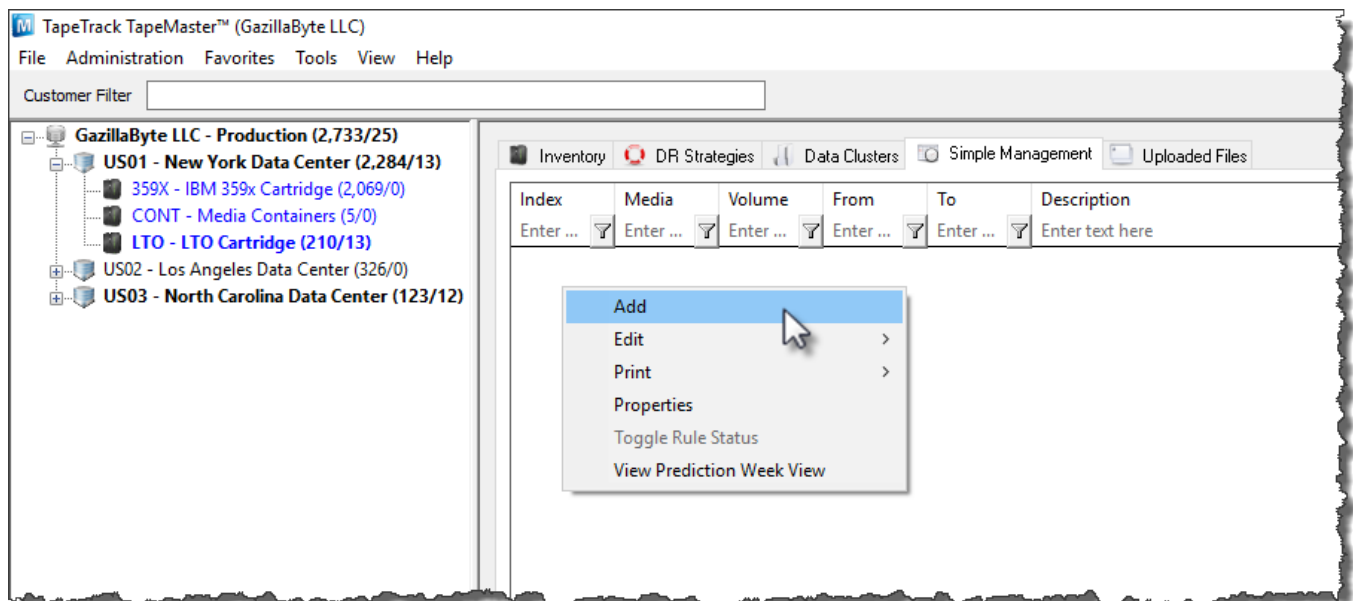 TapeTrack TapeMaster™ (GazillaByte LLC)
File Administration Favorites Tools View Help
Customer Filter
GazillaByte LLC - Production (2,733/25)
US01 - New York Data Center (2,284/13)
359X - IBM 359x Cartridge (2,069/0)
CONT - Media Containers (5/0)
LTO - LTO Cartridge (210/13)
US02 - Los Angeles Data Center (326/0)
US03 - North Carolina Data Center (123/12)
Inventory DR Strategies Data Clusters Simple Management Uploaded Files
Index Media Volume From To Description
Enter ... Enter ... Enter ... Enter ... Enter ... Enter text here
Add
Edit
Print
Properties
Toggle Rule Status
View Prediction Week View